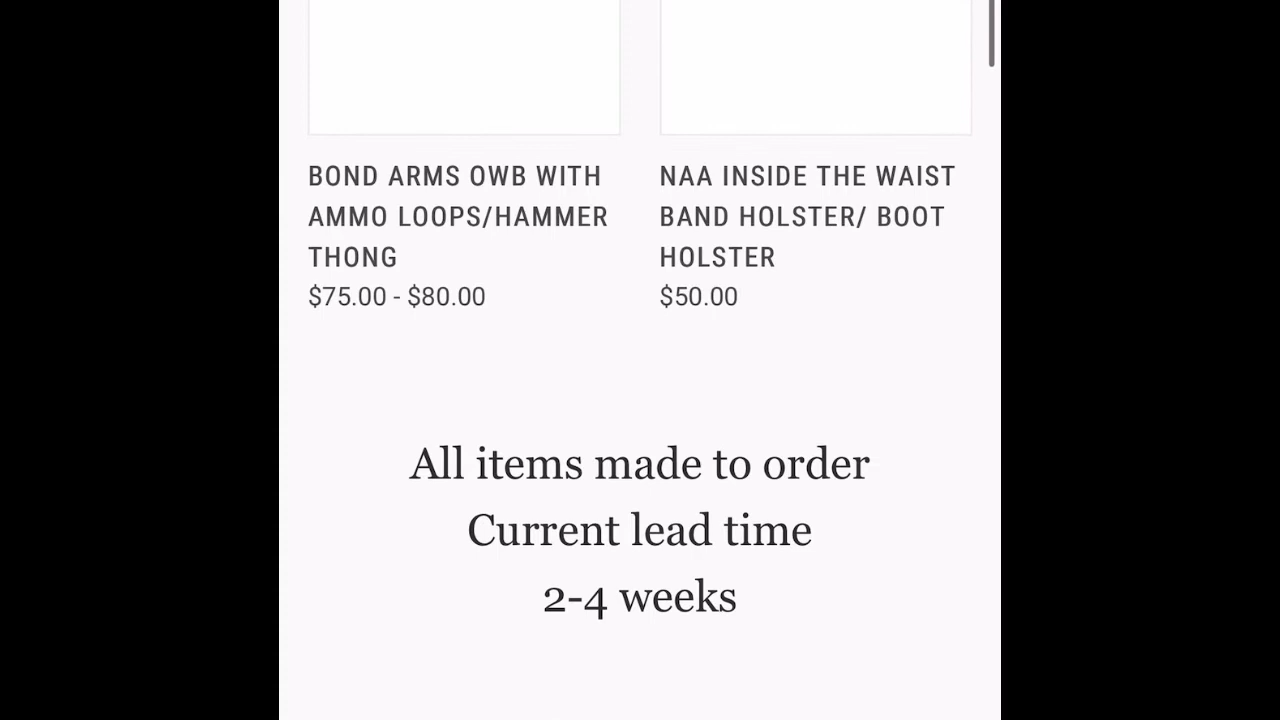 BOND ARMS OWB WITH
AMMO LOOPS/HAMMER
THONG
$75.00 - $80.00
NAA INSIDE THE WAIST
BAND HOLSTER/ BOOT
HOLSTER
$50.00
All items made to order
Current lead time
2-4 weeks